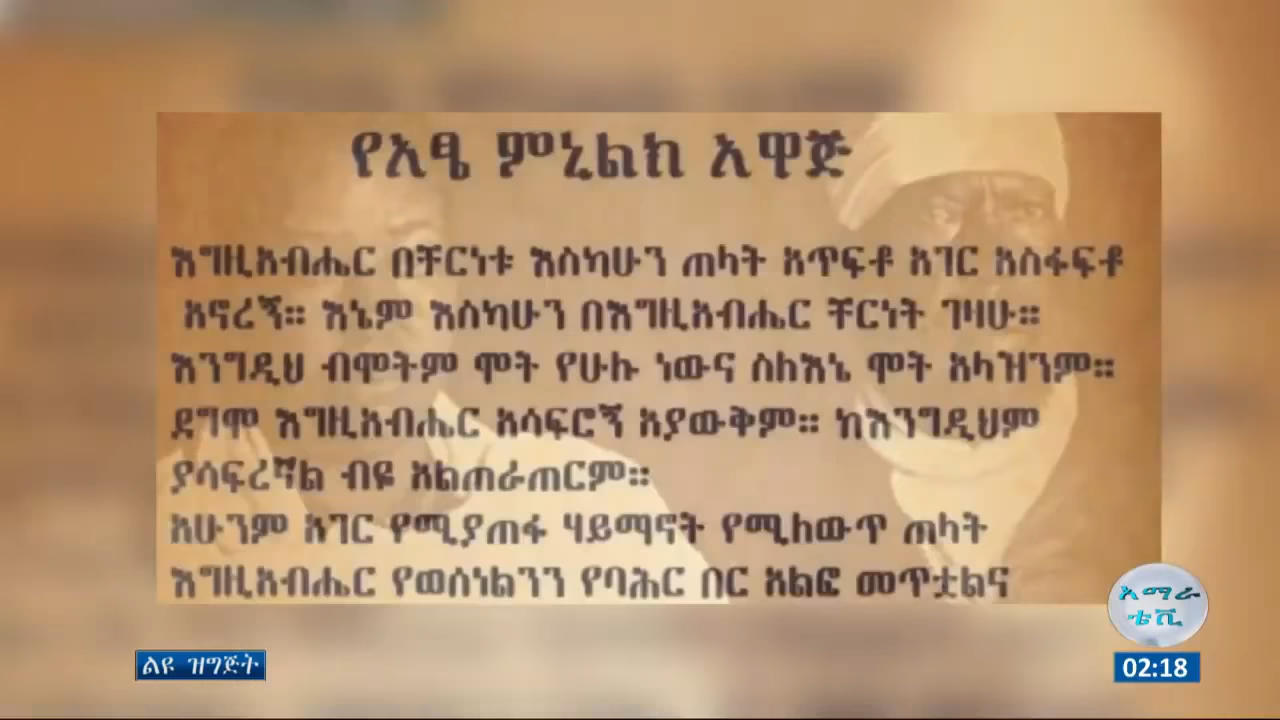 የአፄ ምኒልክ አዋጅ
እግዚአብሔር በቸርነቱ እስካሁን ጠላት አጥፍቶ አገር አስፋፍቶ
አኖረኝ። እኔም እስካሁን በእግዚአብሔር ቸርነት ገዛሁ።
እንግዲህ ብሞትም ሞት የሁሉ ነውና ስለእኔ ሞት አላዝንም።
ደግሞ እግዚአብሔር አሳፍሮኝ አያውቅም። ከእንግዲህም
ያሳፍረኛል ብዬ አልጠራጠርም።
አሁንም አገር የሚያጠፋ ሃይማኖት የሚለውጥ ጠላት
እግዚአብሔር የወሰነልንን የባሕር በር አልፎ መጥቷልና
አማራ
ቴቪ
ልዩ ዝግጅት
02:18